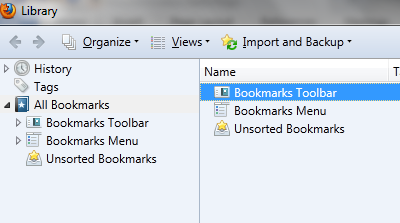 Library
Organize Views Import and Backup
History
Tags
All Bookmarks
Bookmarks Toolbar
Bookmarks Menu
Unsorted Bookmarks
Name T
Bookmarks Toolbar
Bookmarks Menu
Unsorted Bookmarks